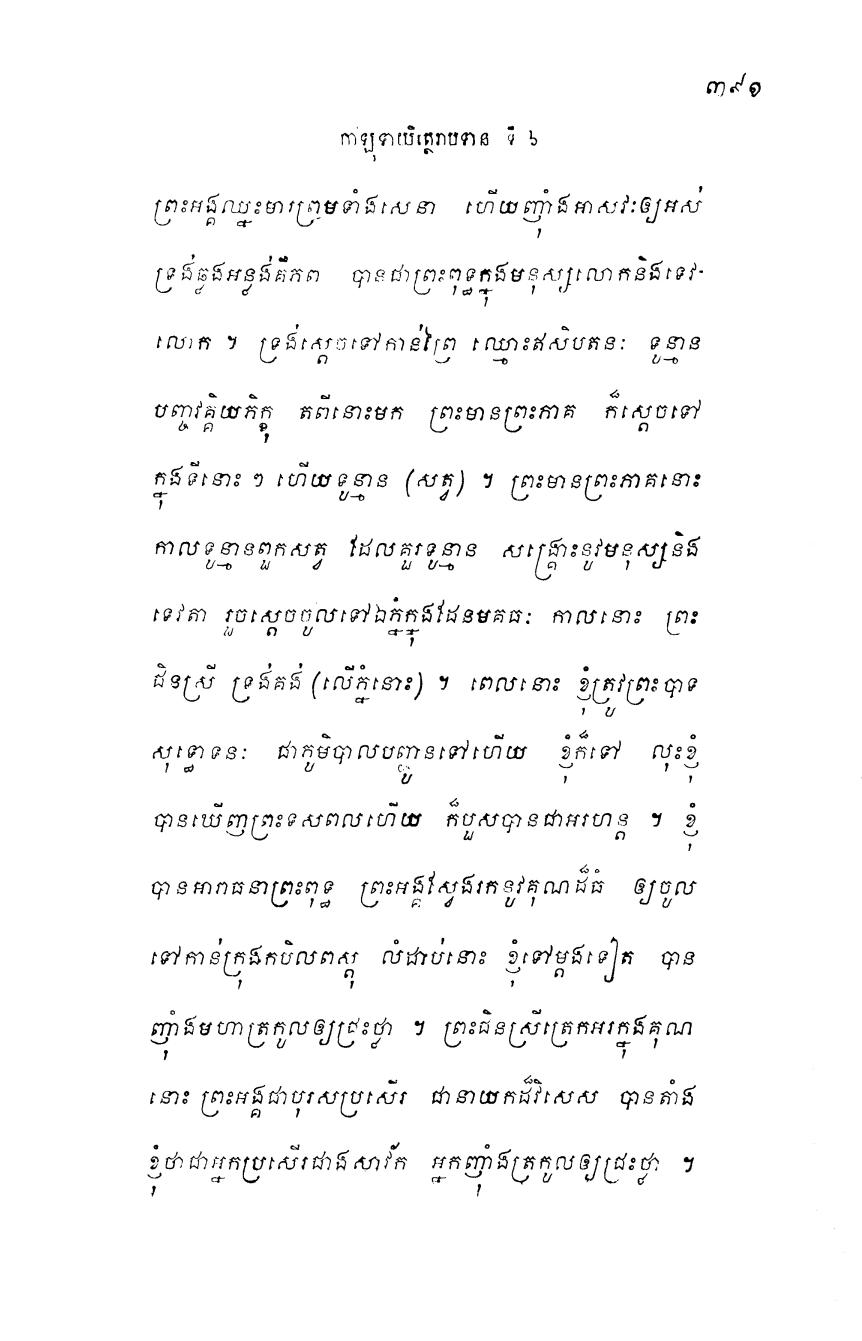 ៣៩១
កាឡុទាយិត្ថេរាបទាន ទី ៦
ព្រះអង្គឈ្នះមារព្រមទាំងសេនា ហើយញុំាងអាសវៈឲ្យអស់
ទ្រង់ឆ្លងអន្លង់គឺភព បានជាព្រះពុទ្ធក្នុងមនុស្សលោកនិងទេវ-
លោក ។ ទ្រង់ស្តេចទៅកាន់ព្រៃ ឈ្មោះឥសិបតនៈ ទូន្មាន
បញ្ចវគ្គិយភិក្ខុ តពីនោះមក ព្រះមានព្រះភាគ ក៏ស្តេចទៅ
ក្នុងទីនោះ ៗ ហើយទូន្មាន (សត្វ) ។ ព្រះមានព្រះភាគនោះ
កាលទូន្មានពួកសត្វ ដែលគួរទូន្មាន សង្គ្រោះនូវមនុស្សនិង
ទេវតា រួចស្តេចចូលទៅឯភ្នំក្នុងដែនមគធៈ កាលនោះ ព្រះ
ជិនស្រី ទ្រង់គង់ (លើភ្នំនោះ) ។ ពេលនោះ ខ្ញុំត្រូវព្រះបាទ
សុទ្ធោទនៈ ជាភូមិបាលបញ្ជូនទៅហើយ ខ្ញុំក៏ទៅ លុះខ្ញុំ
បានឃើញព្រះទសពលហើយ ក៏បួសបានជាអរហន្ត ។ ខ្ញុំ
បានអារាធនាព្រះពុទ្ធ ព្រះអង្គស្វែងរកនូវគុណដ៏ធំ ឲ្យចូល
ទៅកាន់ក្រុងកបិលពស្តុ លំដាប់នោះ ខ្ញុំទៅម្តងទៀត បាន
ញុំាងមហាត្រកូលឲ្យជ្រះថ្លា ។ ព្រះជិនស្រីត្រេកអរក្នុងគុណ
នោះ ព្រះអង្គជាបុរសប្រសើរ ជានាយកដ៏វិសេស បានតាំង
ខ្ញុំថាជាអ្នកប្រសើរជាងសាវ័ក អ្នកញុំាងត្រកូលឲ្យជ្រះថ្លា ។